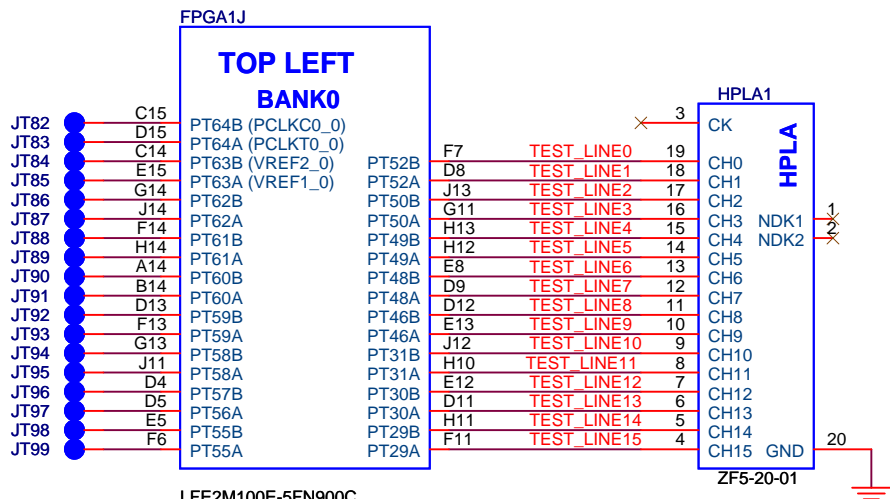 FPGA1J
TOP LEFT
BANK0
HPLA1
HPLA
JT82 C15 PT64B (PCLKC0_0)
JT83 D15 PT64A (PCLKT0_0)
JT84 C14 PT63B (VREF2_0)
JT85 E15 PT63A (VREF1_0)
JT86 G14 PT62B
JT87 J14 PT62A
JT88 F14 PT61B
JT89 H14 PT61A
JT90 A14 PT60B
JT91 B14 PT60A
JT92 D13 PT59B
JT93 F13 PT59A
JT94 G13 PT58B
JT95 J11 PT58A
JT96 D4 PT57B
JT97 D5 PT56A
JT98 E5 PT55B
JT99 F6 PT55A
3 CK
PT52B F7 TEST_LINE0 19 CH0
PT52A D8 TEST_LINE1 18 CH1
PT50B J13 TEST_LINE2 17 CH2
PT50A G11 TEST_LINE3 16 CH3 NDK1 1
PT49B H13 TEST_LINE4 15 CH4 NDK2 2
PT49A H12 TEST_LINE5 14 CH5
PT48B E8 TEST_LINE6 13 CH6
PT48A D9 TEST_LINE7 12 CH7
PT46B D12 TEST_LINE8 11 CH8
PT46A E13 TEST_LINE9 10 CH9
PT31B J12 TEST_LINE10 9 CH10
PT31A H10 TEST_LINE11 8 CH11
PT30B E12 TEST_LINE12 7 CH12
PT30A D11 TEST_LINE13 6 CH13
PT29B H11 TEST_LINE14 5 CH14
PT29A F11 TEST_LINE15 4 CH15 GND 20
ZF5-20-01
LFE2M100E-5FN900C